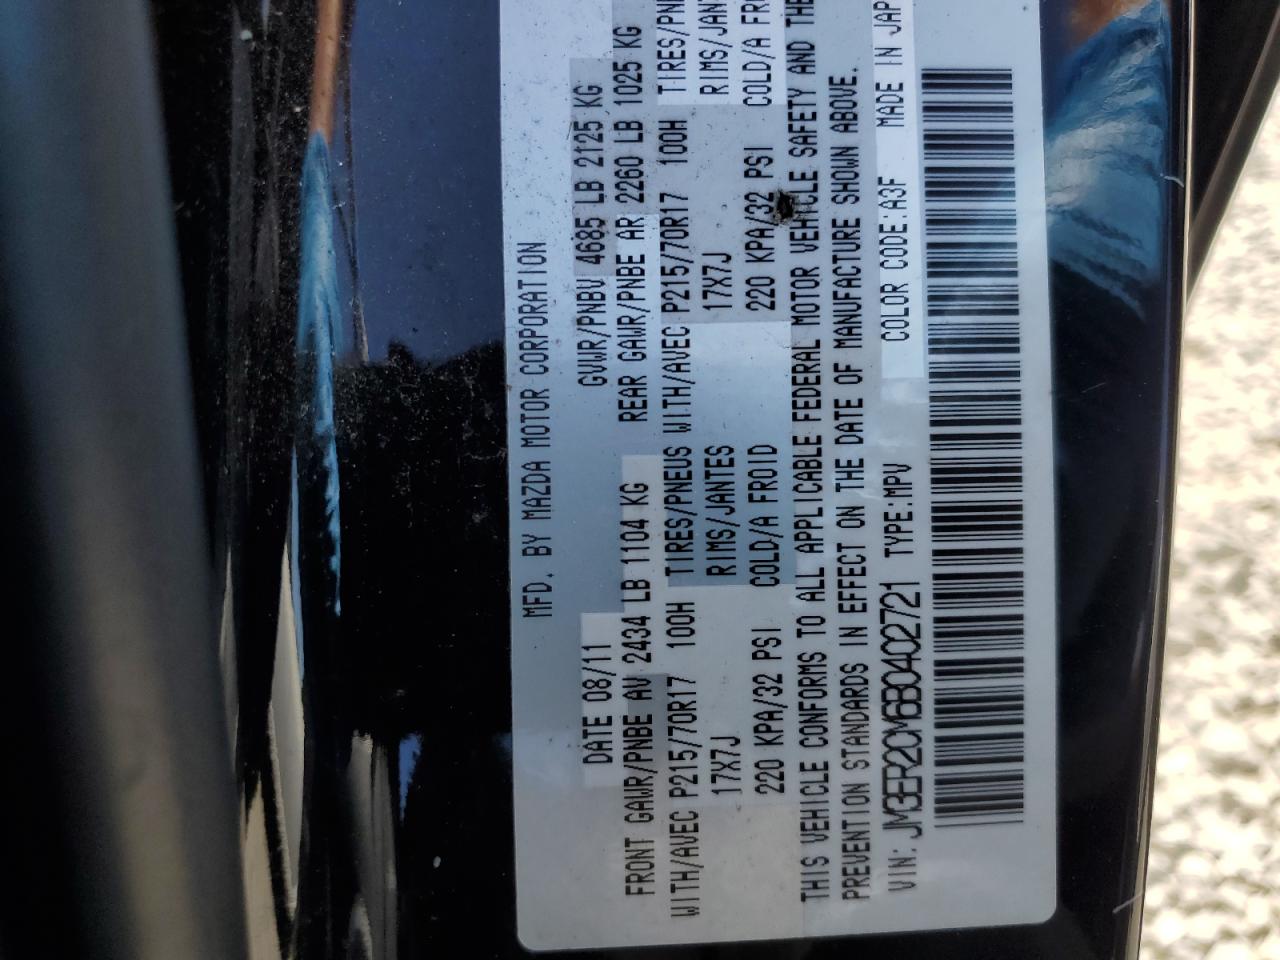 MFD. BY MAZDA MOTOR CORPORATION
DATE 08/11 GVWR/PNBV 4685 LB 2125 KG
FRONT GAWR/PNBE AV 2434 LB 1104 KG REAR GAWR/PNBE AR 2260 LB 1025 KG
WITH/AVEC P215/70R17 100H TIRES/PNEUS WITH/AVEC P215/70R17 100H TIRES/PNE
17X7J RIMS/JANTES 17X7J RIMS/JANT
220 KPA/32 PSI COLD/A FROID 220 KPA/32 PSI COLD/A FRO
THIS VEHICLE CONFORMS TO ALL APPLICABLE FEDERAL MOTOR VEHICLE SAFETY AND THE
PREVENTION STANDARDS IN EFFECT ON THE DATE OF MANUFACTURE SHOWN ABOVE.
VIN: JM3ER2CM6B0402721 TYPE:MPV COLOR CODE:A3F MADE IN JAP